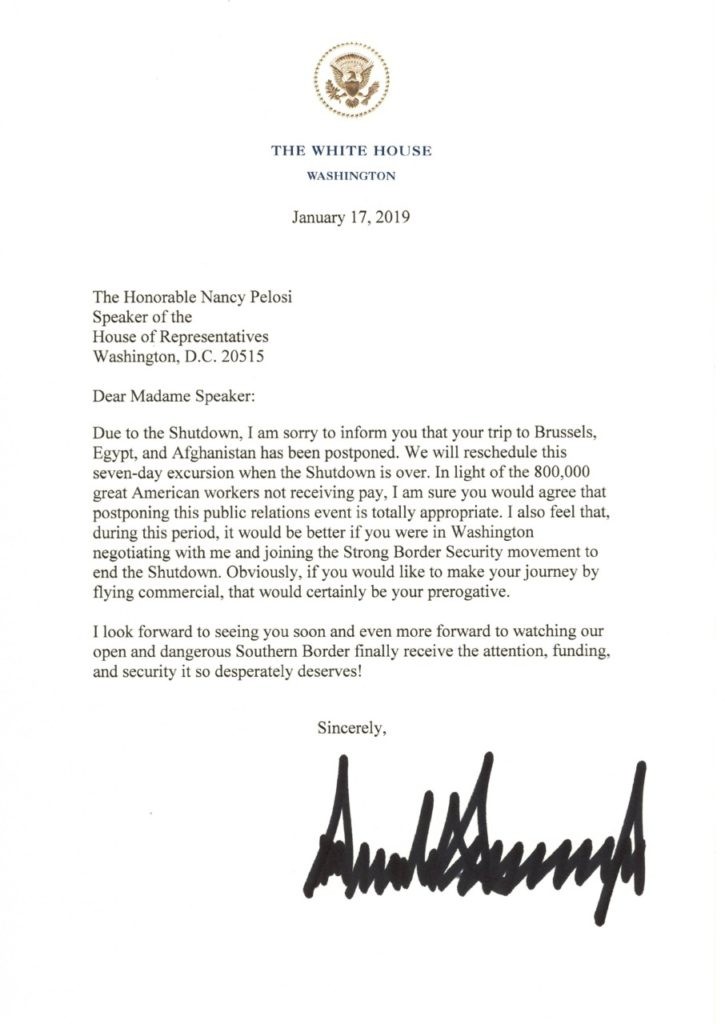 THE WHITE HOUSE
WASHINGTON
January 17, 2019
The Honorable Nancy Pelosi
Speaker of the
House of Representatives
Washington, D.C. 20515
Dear Madame Speaker:
Due to the Shutdown, I am sorry to inform you that your trip to Brussels,
Egypt, and Afghanistan has been postponed. We will reschedule this
seven-day excursion when the Shutdown is over. In light of the 800,000
great American workers not receiving pay, I am sure you would agree that
postponing this public relations event is totally appropriate. I also feel that,
during this period, it would be better if you were in Washington
negotiating with me and joining the Strong Border Security movement to
end the Shutdown. Obviously, if you would like to make your journey by
flying commercial, that would certainly be your prerogative.
I look forward to seeing you soon and even more forward to watching our
open and dangerous Southern Border finally receive the attention, funding,
and security it so desperately deserves!
Sincerely,